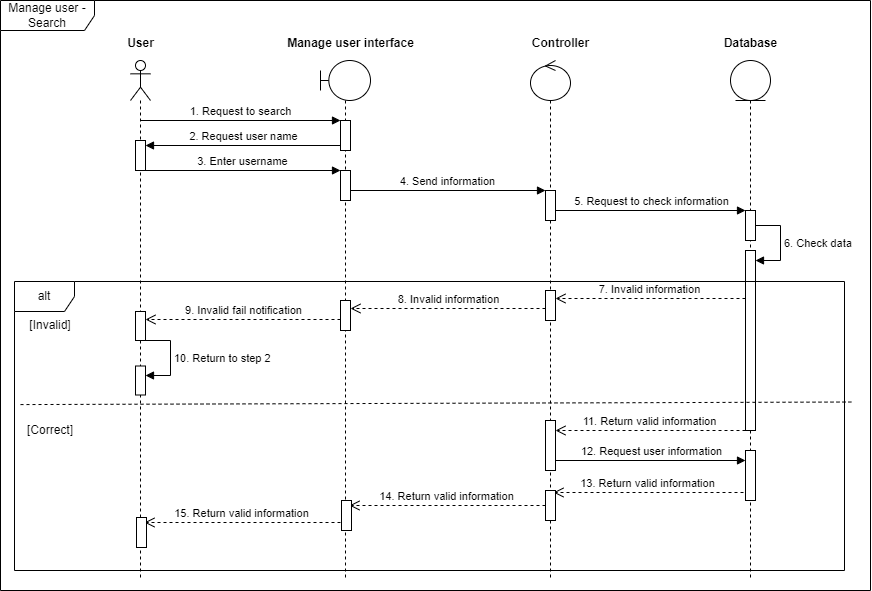 Manage user -
Search
User
Manage user interface
Controller
Database
1. Request to search
2. Request user name
3. Enter username
4. Send information
5. Request to check information
6. Check data
alt
7. Invalid information
8. Invalid information
9. Invalid fail notification
[Invalid]
10. Return to step 2
11. Return valid information
[Correct]
12. Request user information
13. Return valid information
14. Return valid information
15. Return valid information